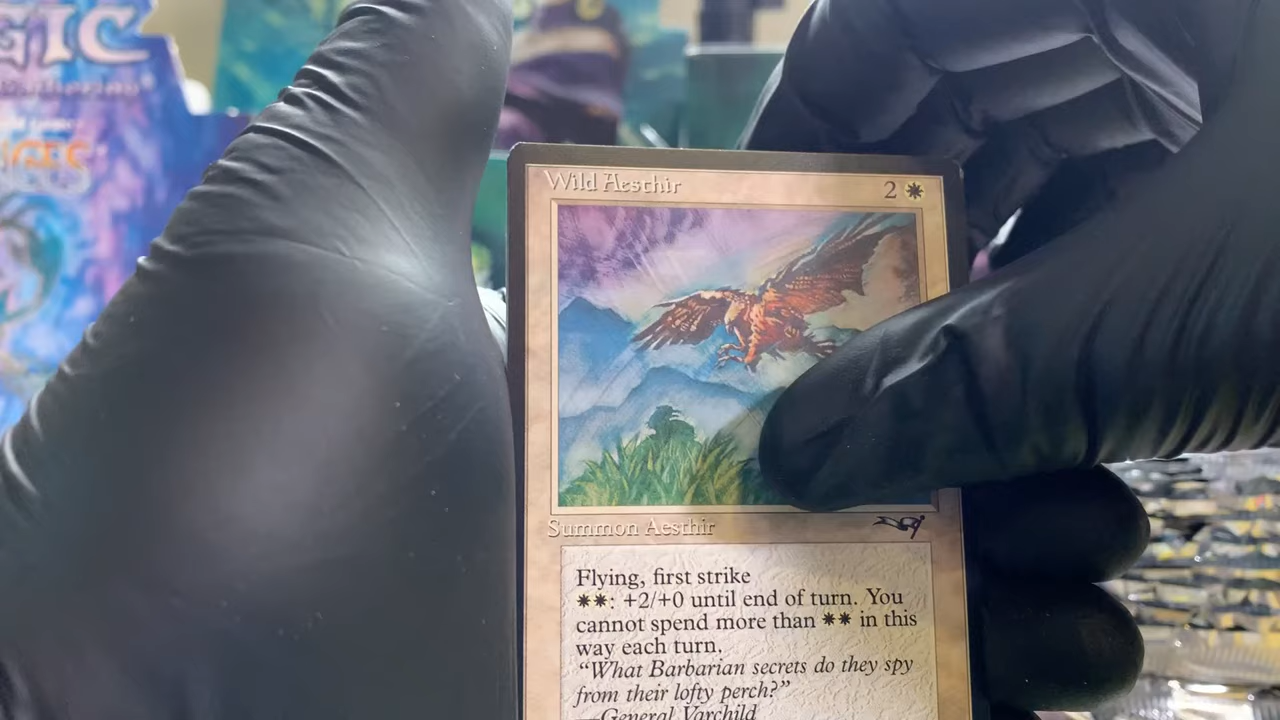 GIC
Wild Aesthir 2
Summon Aesthir
Flying, first strike
: +2/+0 until end of turn. You
cannot spend more than in this
way each turn.
“What Barbarian secrets do they spy
from their lofty perch?”
—General Varchild